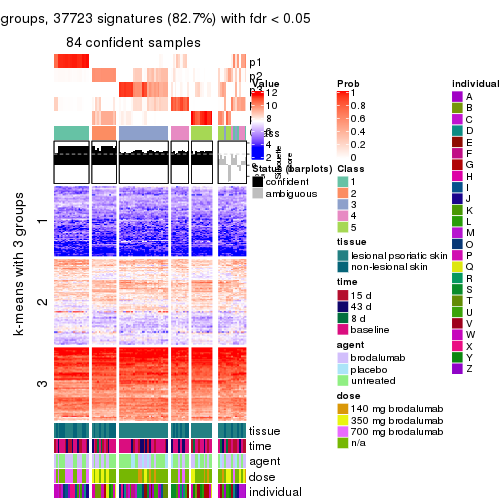 groups, 37723 signatures (82.7%) with fdr < 0.05
84 confident samples
k-means with 3 groups
1
2
3
p1
p2
tissue
time
agent
dose
individual
Value
12
10
8
6
4
2
0
Silhouette
score
Status (barplots)
confident
ambiguous
Prob
1
0.8
0.6
0.4
0.2
0
Class
1
2
3
4
5
tissue
lesional psoriatic skin
non-lesional skin
time
15 d
43 d
8 d
baseline
agent
brodalumab
placebo
untreated
dose
140 mg brodalumab
350 mg brodalumab
700 mg brodalumab
n/a
individual
A
B
C
D
E
F
G
H
I
J
K
L
M
O
P
Q
R
S
T
U
V
W
X
Y
Z